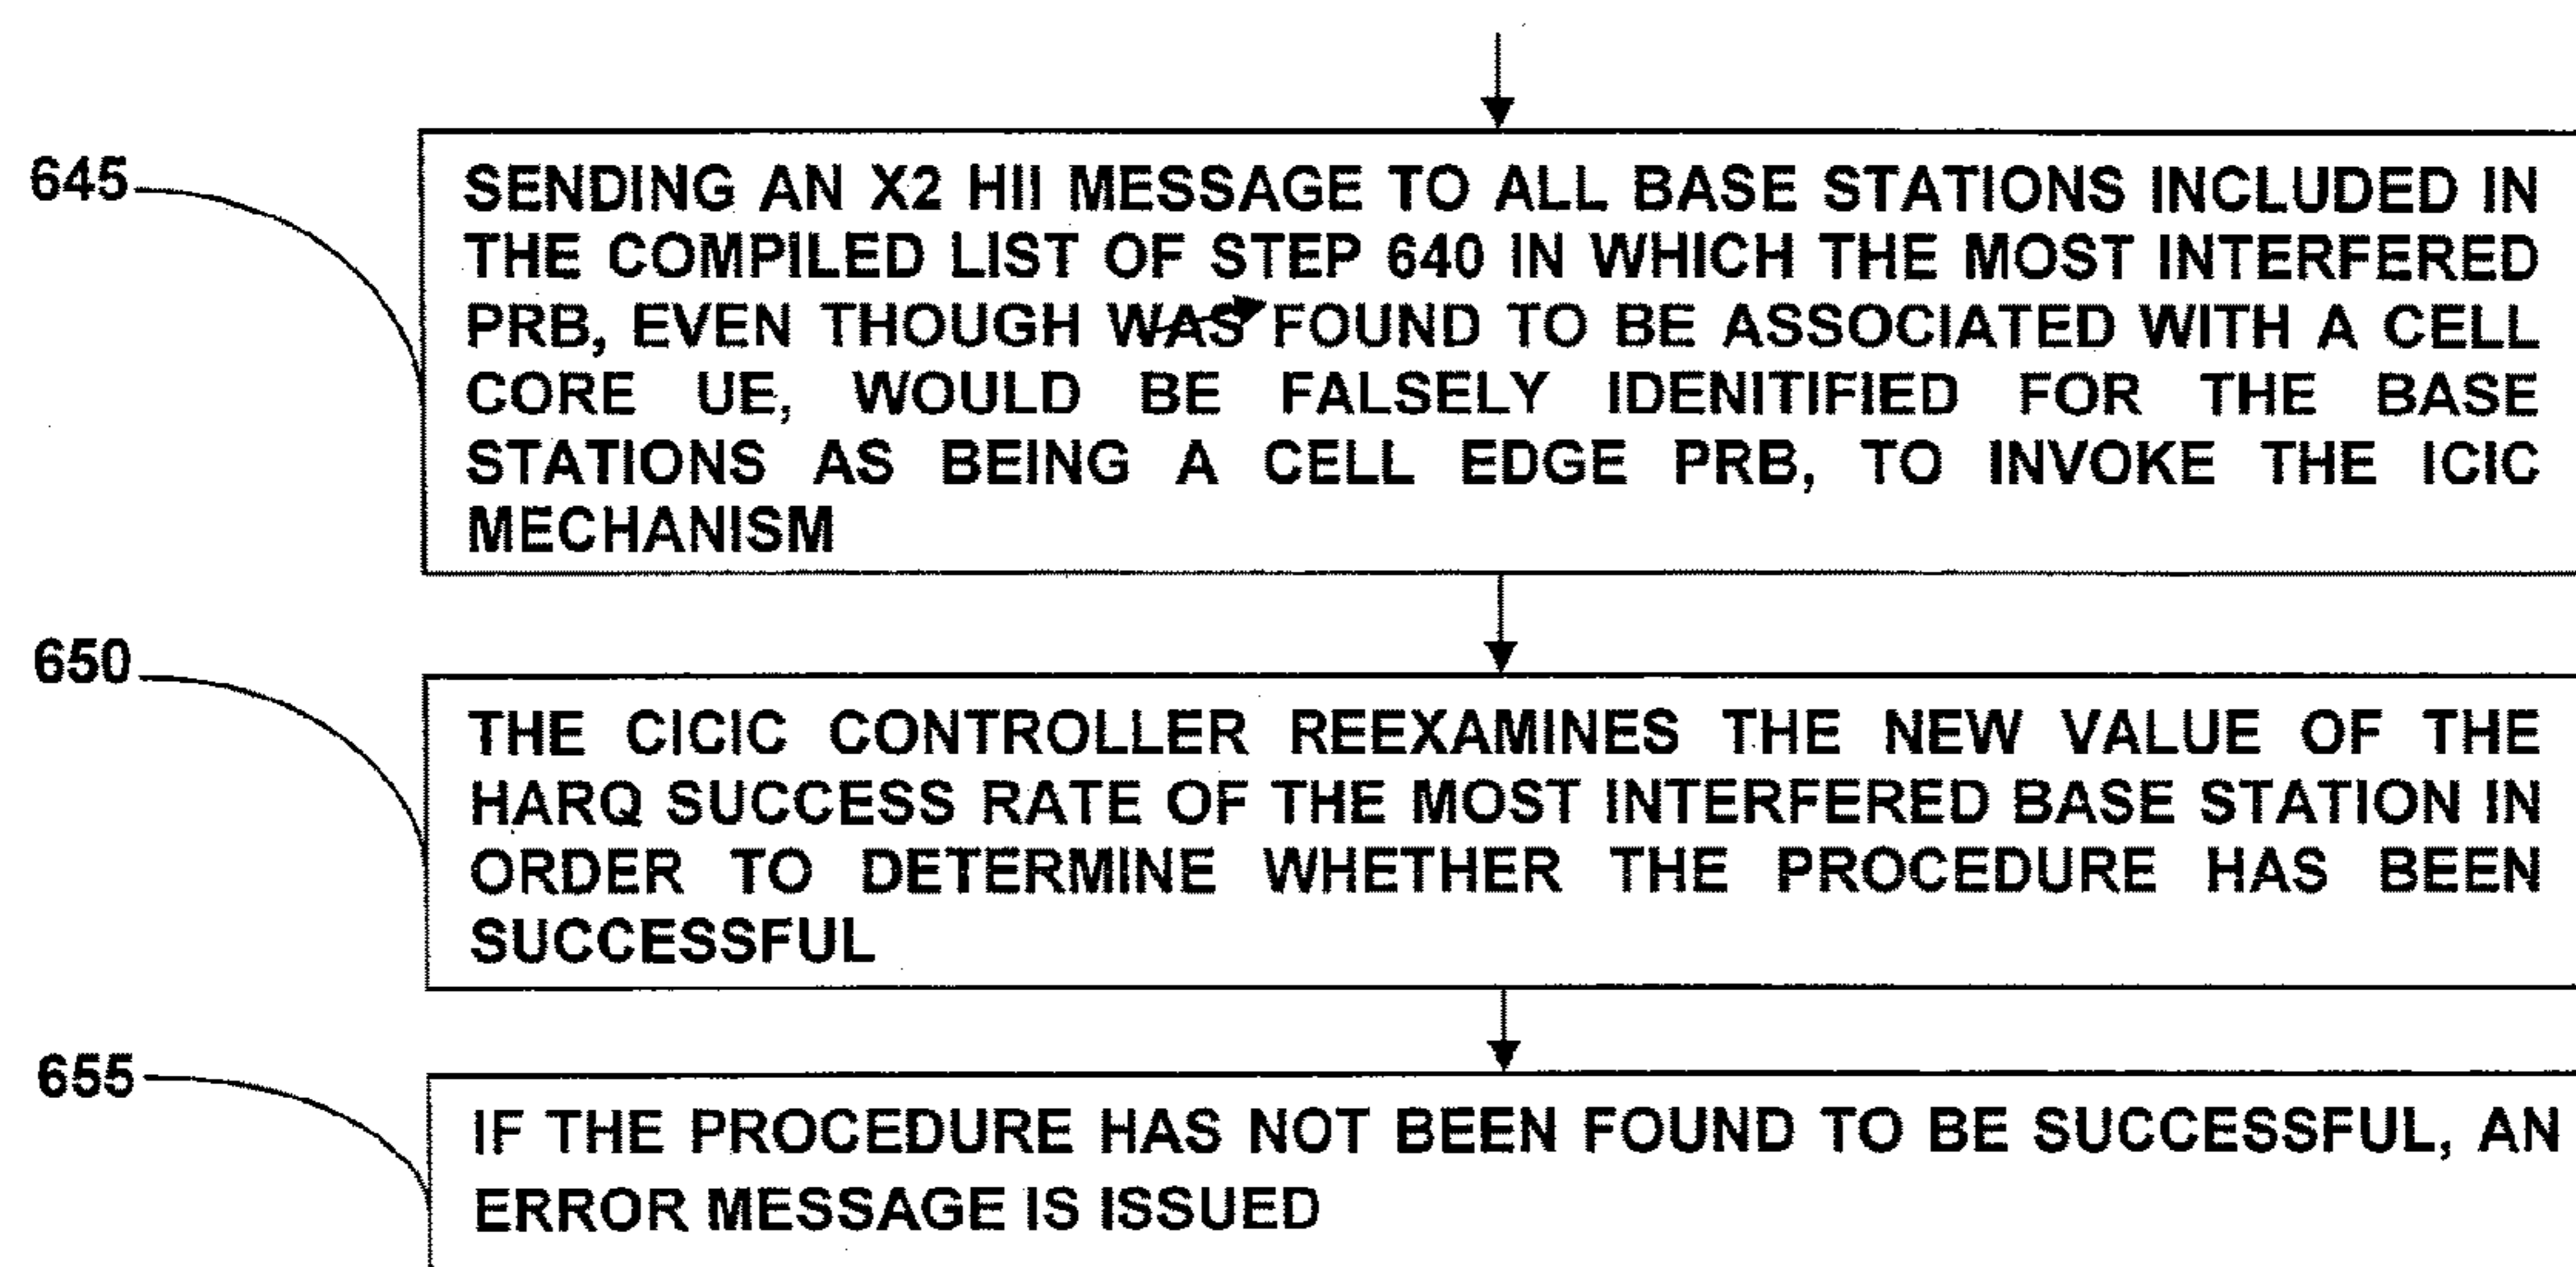 645
SENDING AN X2 HII MESSAGE TO ALL BASE STATIONS INCLUDED IN
THE COMPILED LIST OF STEP 640 IN WHICH THE MOST INTERFERED
PRB, EVEN THOUGH WAS FOUND TO BE ASSOCIATED WITH A CELL
CORE UE, WOULD BE FALSELY IDENITIFIED FOR THE BASE
STATIONS AS BEING A CELL EDGE PRB, TO INVOKE THE ICIC
MECHANISM
650
THE CICIC CONTROLLER REEXAMINES THE NEW VALUE OF THE
HARQ SUCCESS RATE OF THE MOST INTERFERED BASE STATION IN
ORDER TO DETERMINE WHETHER THE PROCEDURE HAS BEEN
SUCCESSFUL
655
IF THE PROCEDURE HAS NOT BEEN FOUND TO BE SUCCESSFUL, AN
ERROR MESSAGE IS ISSUED